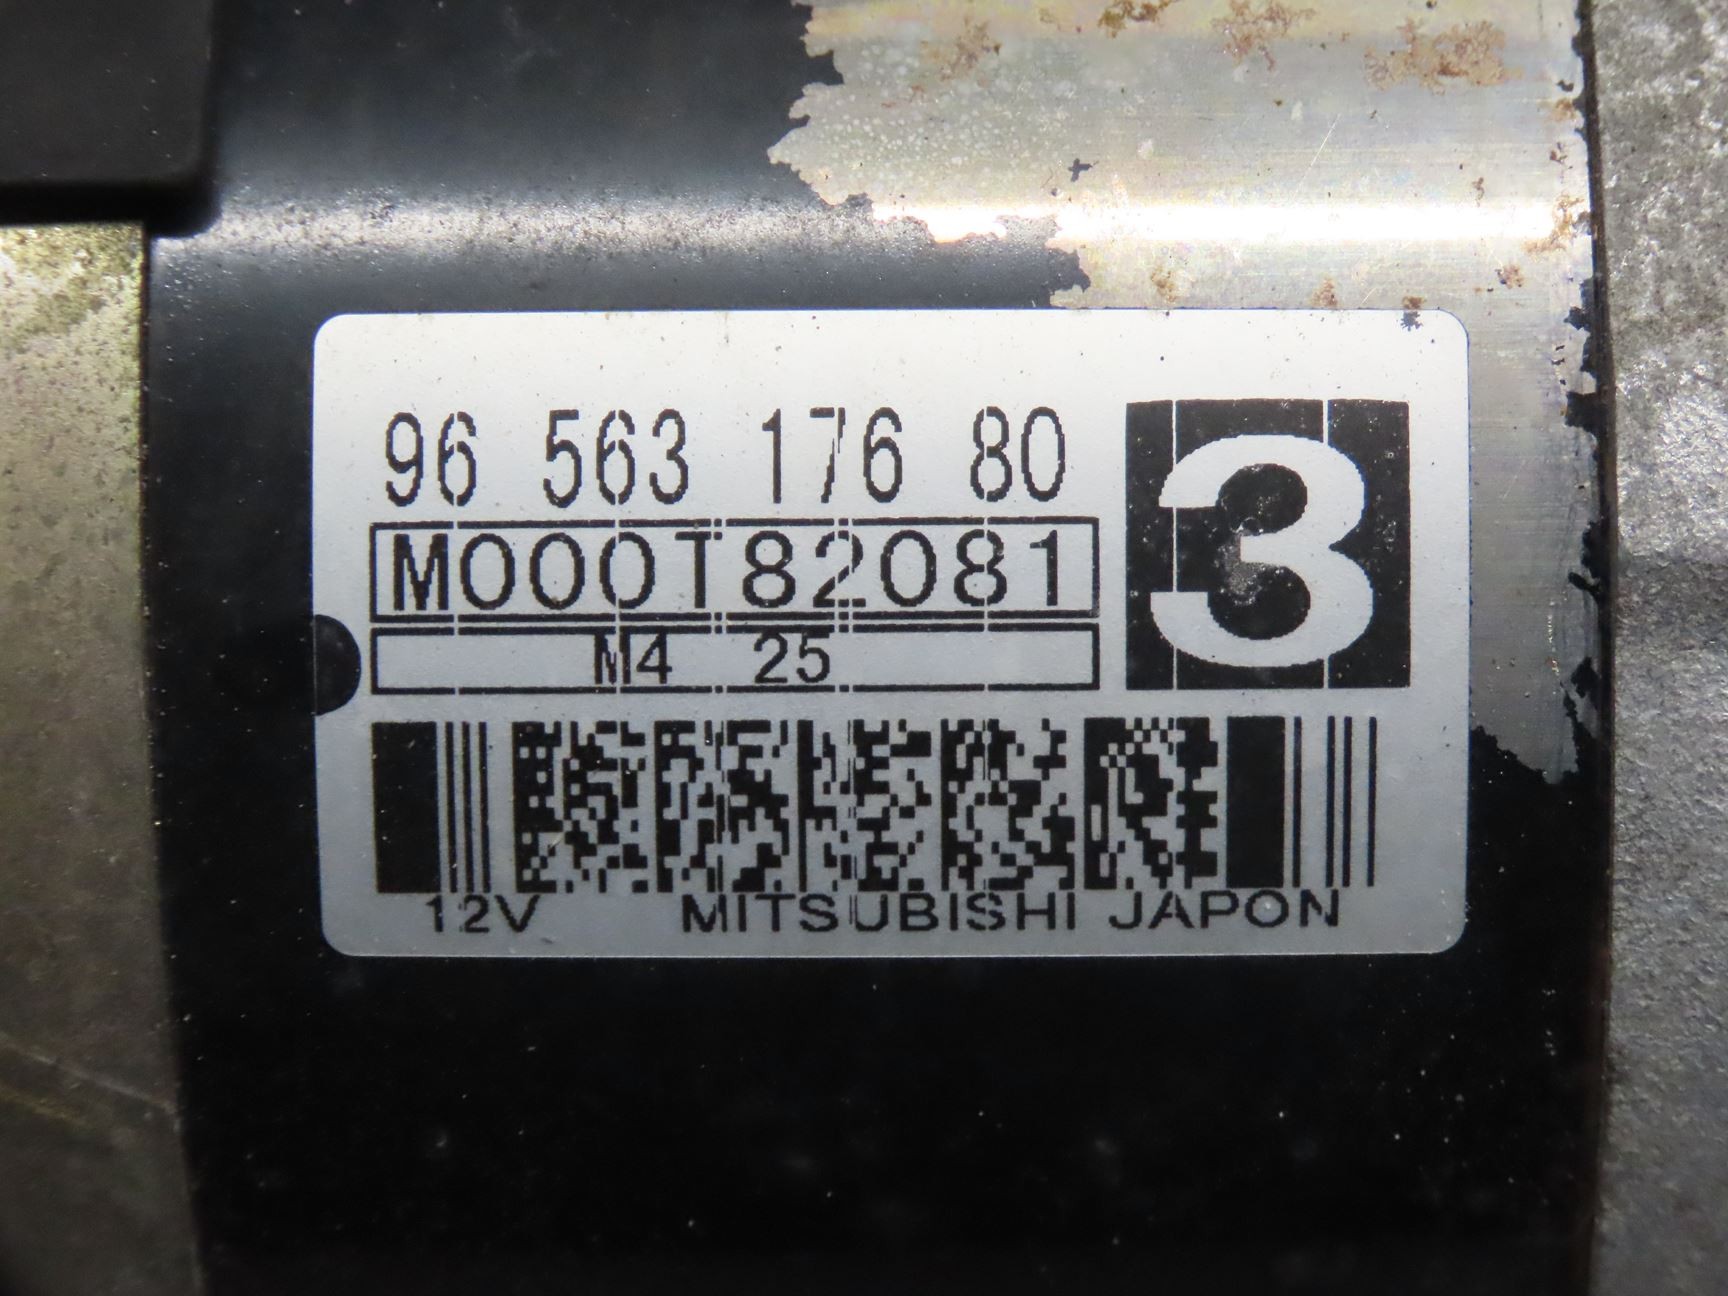 96 563 176 80
3
M000T82081
M4 25
12V MITSUBISHI JAPON